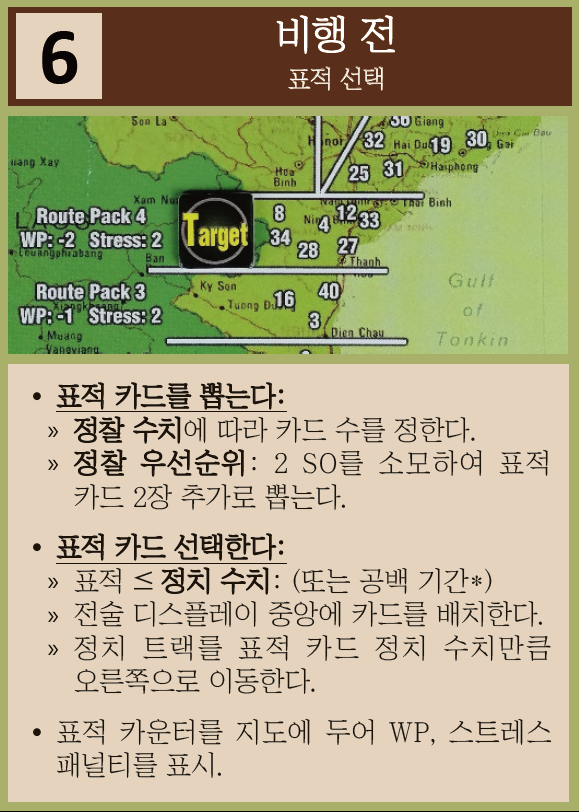 6
비행 전
표적 선택
Son La
36
Giang
32
Hai Du
19
30
Gai
Hanoi
25
31
Haiphong
Hoa
Binh
uang Xay
Xam Nu
Route Pack 4
WP: -2 Stress: 2
Target
8
12
33
Thai Binh
Nin
4
34
28
27
Thanh
Ban
Route Pack 3
WP: -1 Stress: 2
Ky Son
16
40
Tuong Du
3
Dien Chau
Muang
Gulf
of
Tonkin
• 표적 카드를 뽑는다:
» 정찰 수치에 따라 카드 수를 정한다.
» 정찰 우선순위: 2 SO를 소모하여 표적
카드 2장 추가로 뽑는다.
• 표적 카드 선택한다:
» 표적 ≤ 정치 수치: (또는 공백 기간*)
» 전술 디스플레이 중앙에 카드를 배치한다.
» 정치 트랙를 표적 카드 정치 수치만큼
오른쪽으로 이동한다.
• 표적 카운터를 지도에 두어 WP, 스트레스
패널티를 표시.